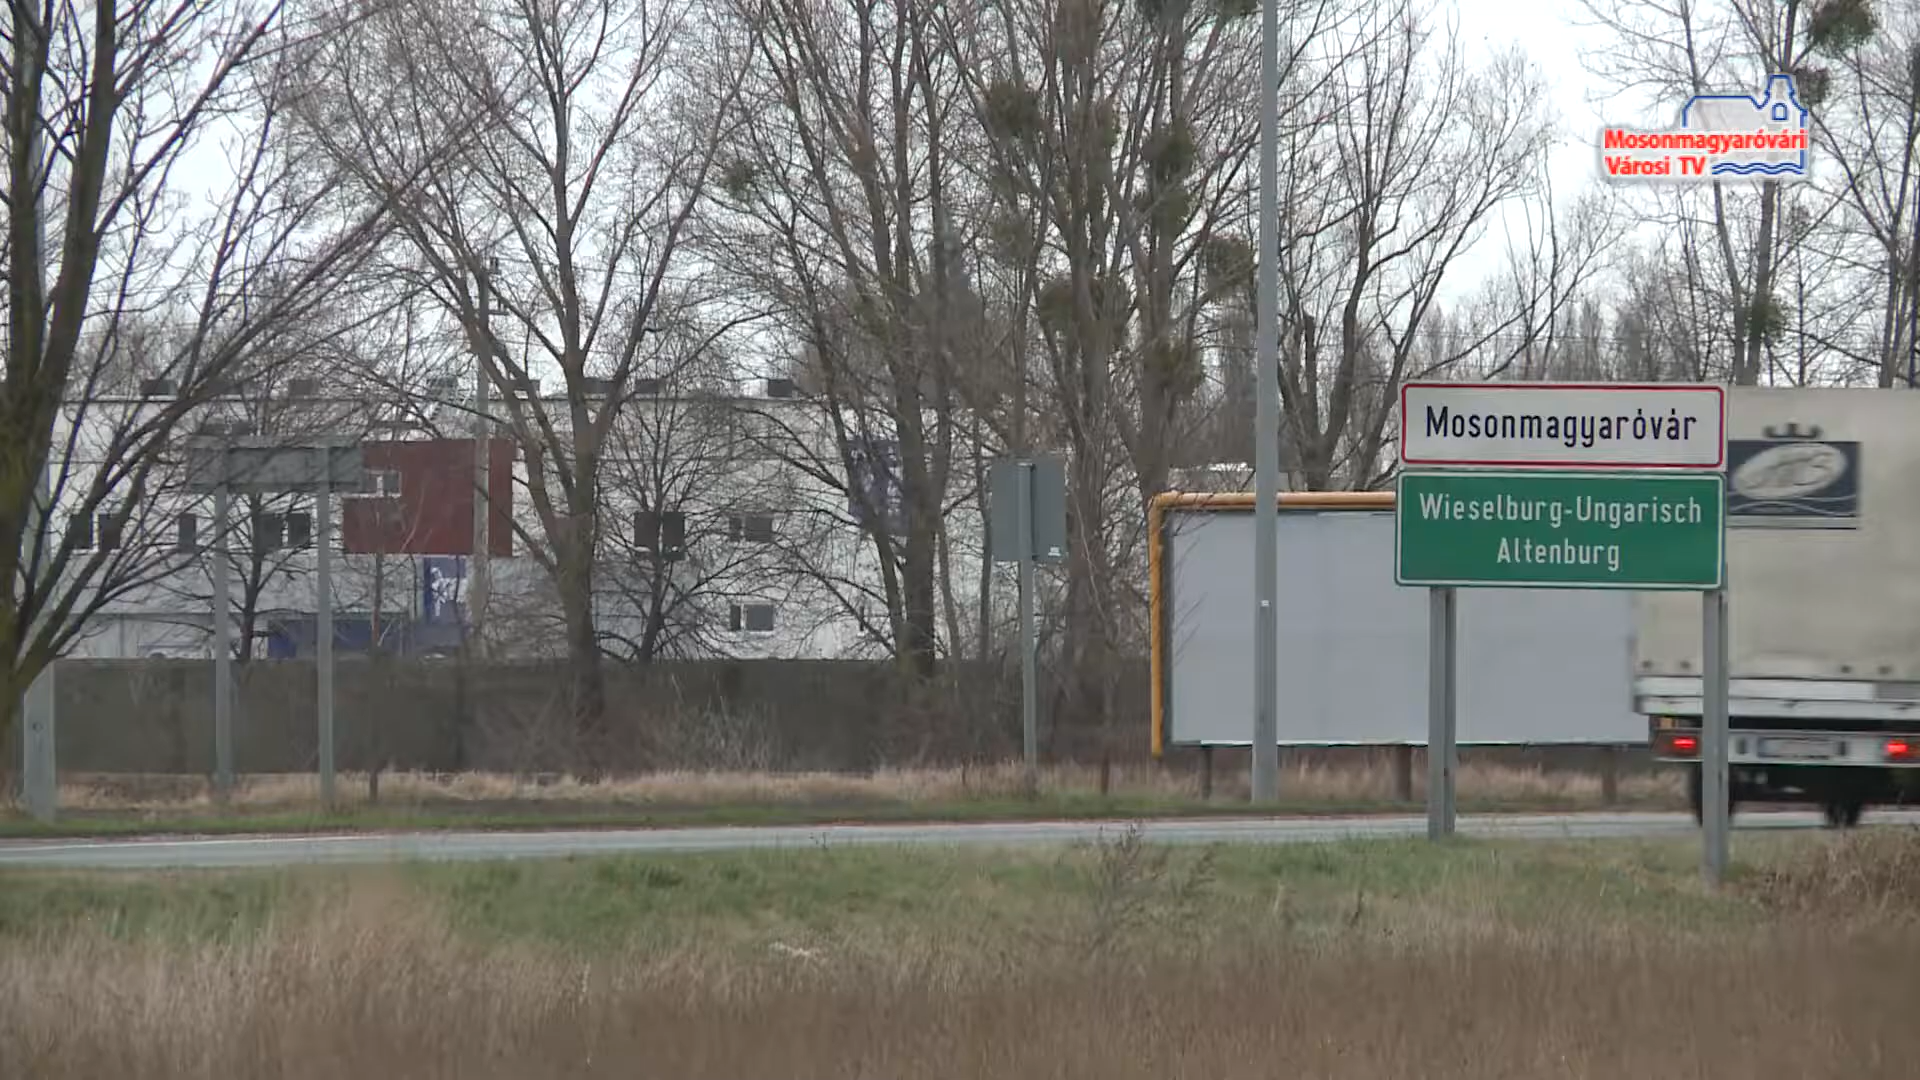 Mosonmagyaróvári
Városi TV
Mosonmagyaróvár
Wieselburg-Ungarisch
Altenburg